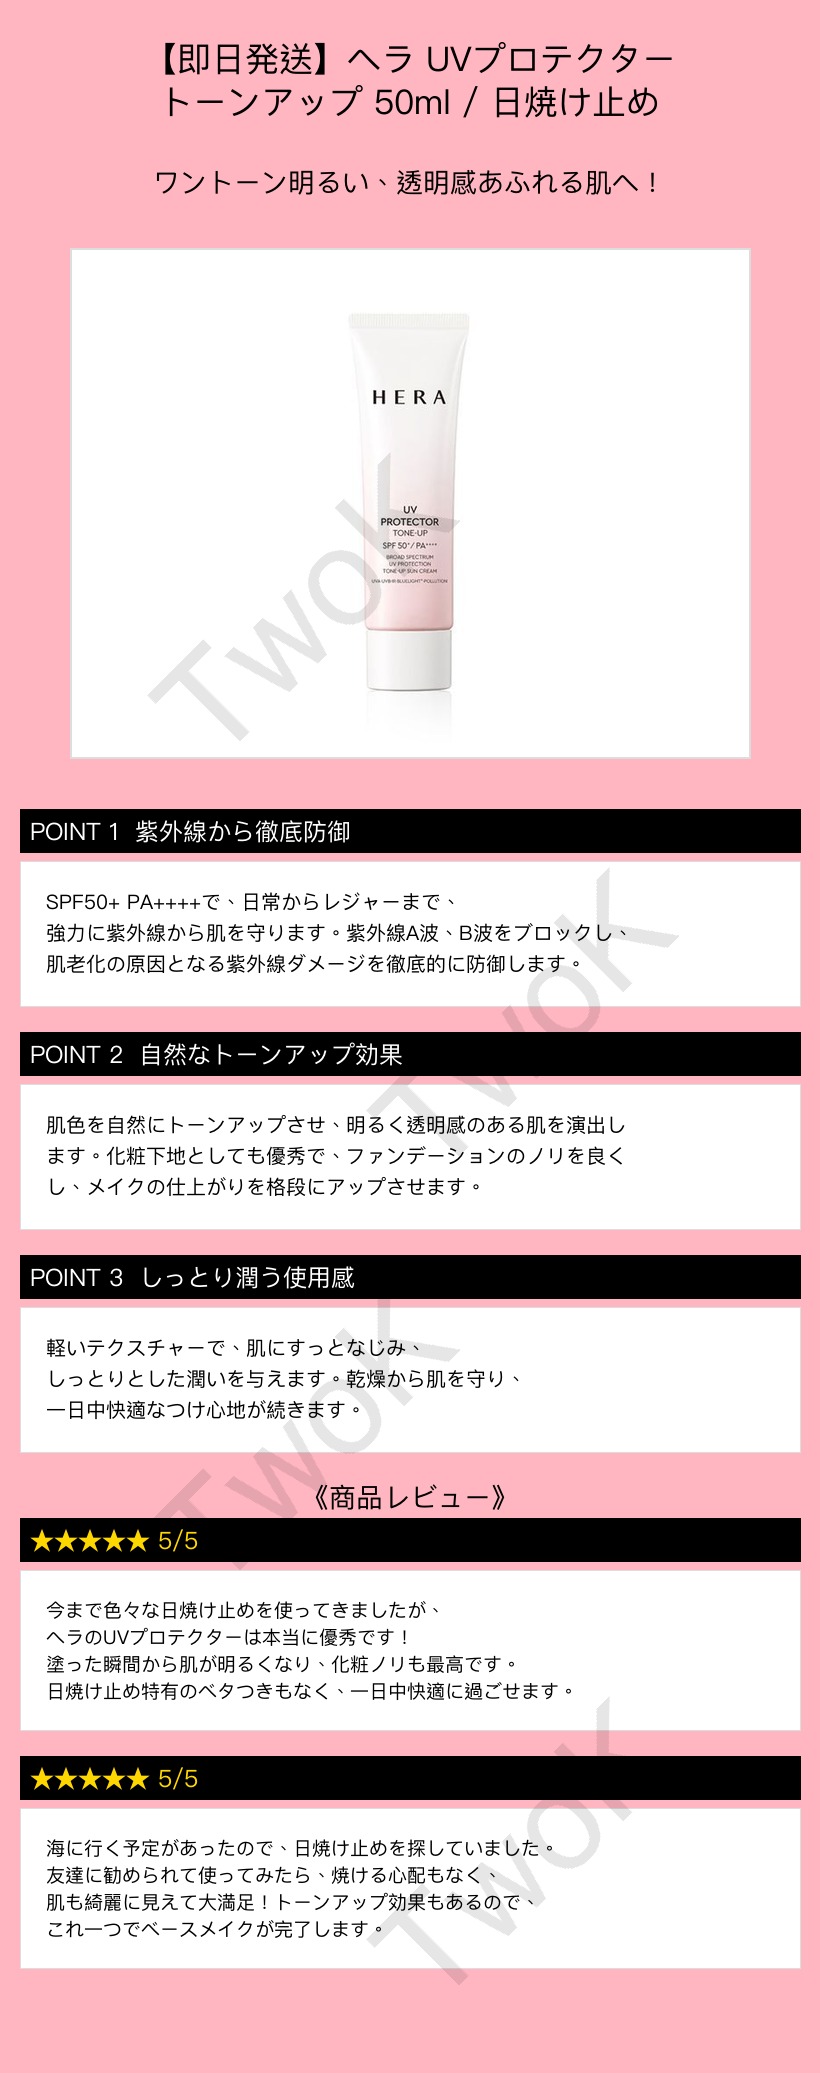 【即日発送】ヘラ UVプロテクター
トーンアップ 50ml / 日焼け止め
ワントーン明るい、透明感あふれる肌へ！
HERA
UV
PROTECTOR
TONE-UP
SPF 50+/ PA++++
BROAD SPECTRUM
UV PROTECTION
TONE-UP SUN CREAM
UVA·UVB·IR·BLUELIGHT*·POLLUTION
TwoK
POINT 1 紫外線から徹底防御
SPF50+ PA++++で、日常からレジャーまで、
強力に紫外線から肌を守ります。紫外線A波、B波をブロックし、
肌老化の原因となる紫外線ダメージを徹底的に防御します。
TwoK
POINT 2 自然なトーンアップ効果
肌色を自然にトーンアップさせ、明るく透明感のある肌を演出し
ます。化粧下地としても優秀で、ファンデーションのノリを良く
し、メイクの仕上がりを格段にアップさせます。
POINT 3 しっとり潤う使用感
軽いテクスチャーで、肌にすっとなじみ、
しっとりとした潤いを与えます。乾燥から肌を守り、
一日中快適なつけ心地が続きます。
TwoK
《商品レビュー》
★★★★★ 5/5
今まで色々な日焼け止めを使ってきましたが、
ヘラのUVプロテクターは本当に優秀です！
塗った瞬間から肌が明るくなり、化粧ノリも最高です。
日焼け止め特有のベタつきもなく、一日中快適に過ごせます。
★★★★★ 5/5
海に行く予定があったので、日焼け止めを探していました。
友達に勧められて使ってみたら、焼ける心配もなく、
肌も綺麗に見えて大満足！トーンアップ効果もあるので、
これ一つでベースメイクが完了します。
TwoK